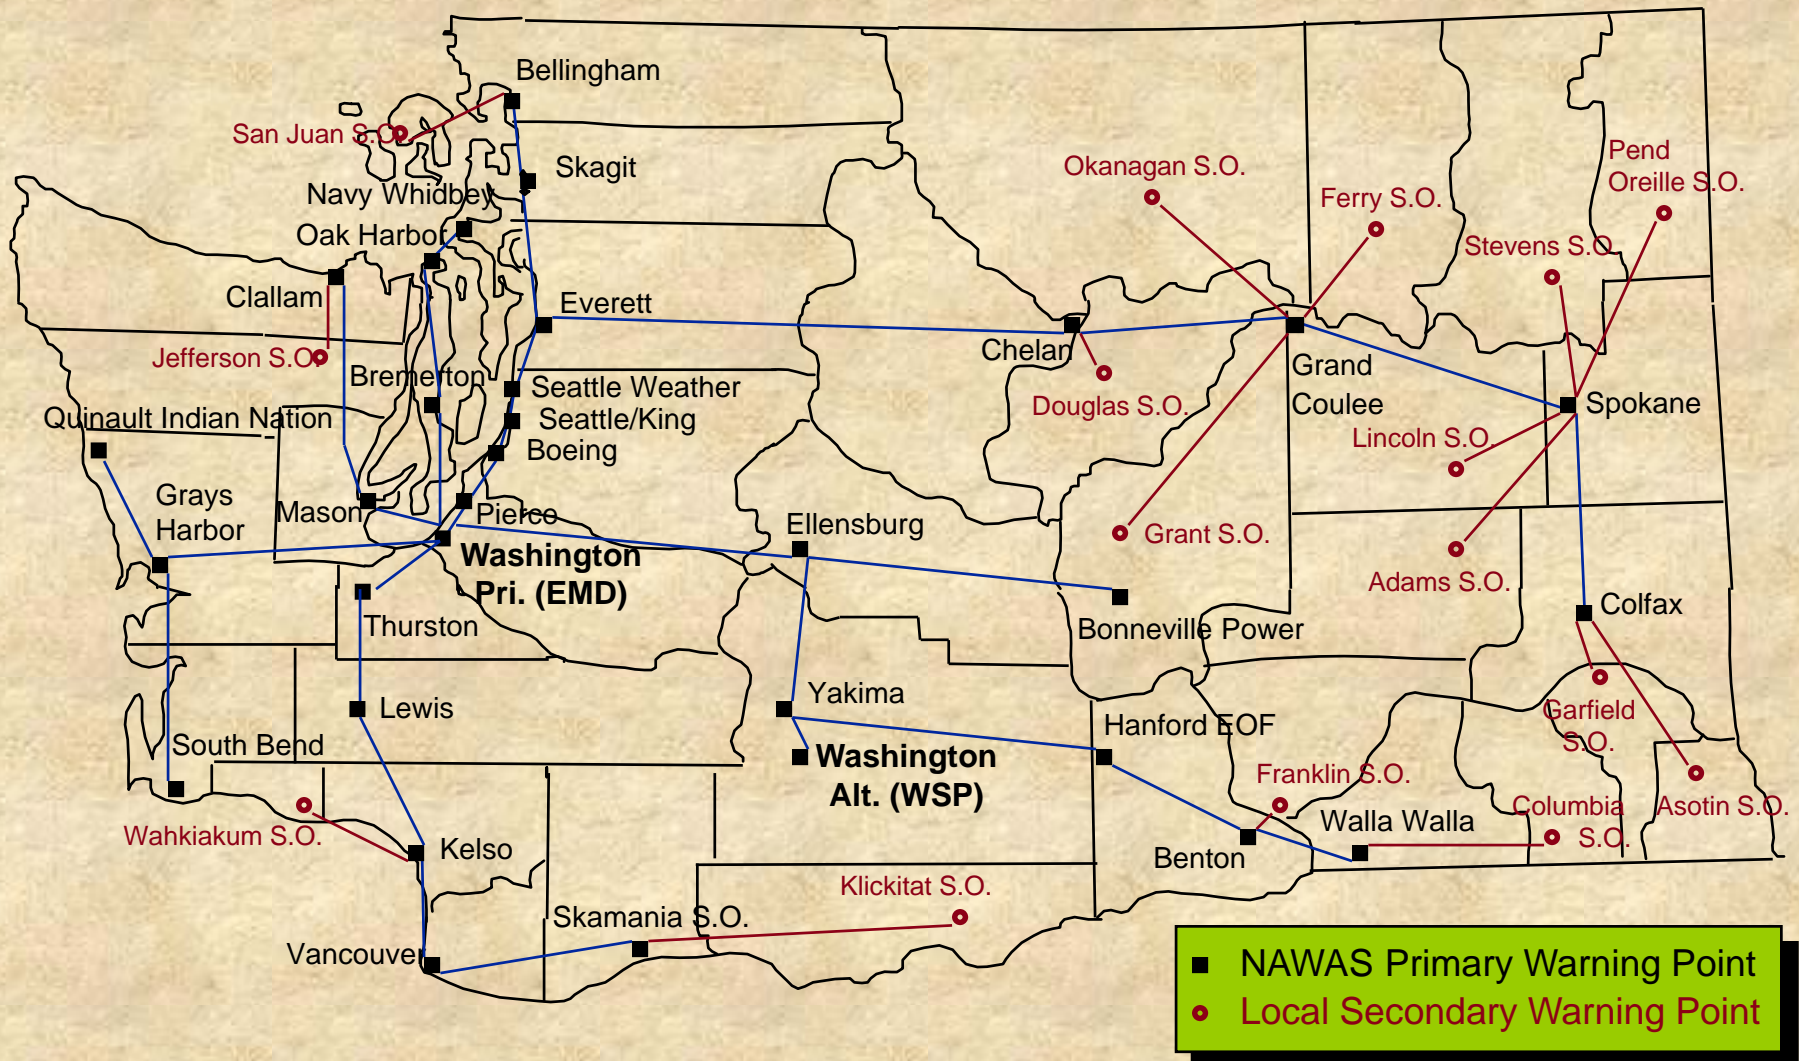 Bellingham
San Juan S.O.
Skagit
Navy Whidbey
Oak Harbor
Clallam
Everett
Jefferson S.O.
Bremerton
Seattle Weather
Seattle/King
Boeing
Quinault Indian Nation
Grays
Harbor
Mason
Pierce
Washington
Pri. (EMD)
Thurston
Lewis
South Bend
Wahkiakum S.O.
Kelso
Vancouver
Skamania S.O.
Klickitat S.O.
Ellensburg
Yakima
Washington
Alt. (WSP)
Okanagan S.O.
Ferry S.O.
Pend
Oreille S.O.
Stevens S.O.
Chelan
Douglas S.O.
Grand
Coulee
Spokane
Lincoln S.O.
Grant S.O.
Adams S.O.
Bonneville Power
Colfax
Hanford EOF
Garfield
S.O.
Franklin S.O.
Benton
Walla Walla
Columbia
S.O.
Asotin S.O.
NAWAS Primary Warning Point
Local Secondary Warning Point